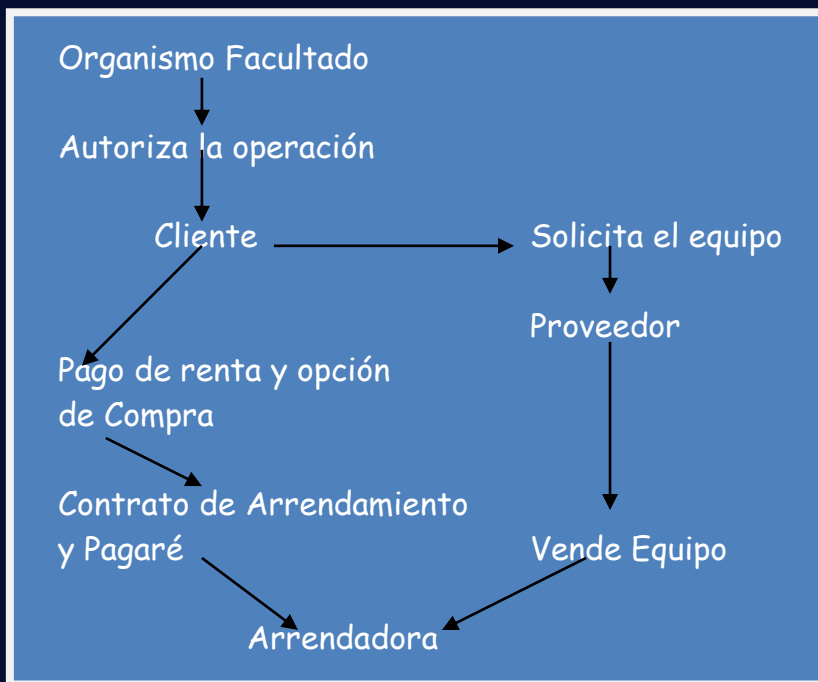 Organismo Facultado
Autoriza la operación
Cliente
Solicita el equipo
Proveedor
Pago de renta y opción
de Compra
Contrato de Arrendamiento
y Pagaré
Vende Equipo
Arrendadora